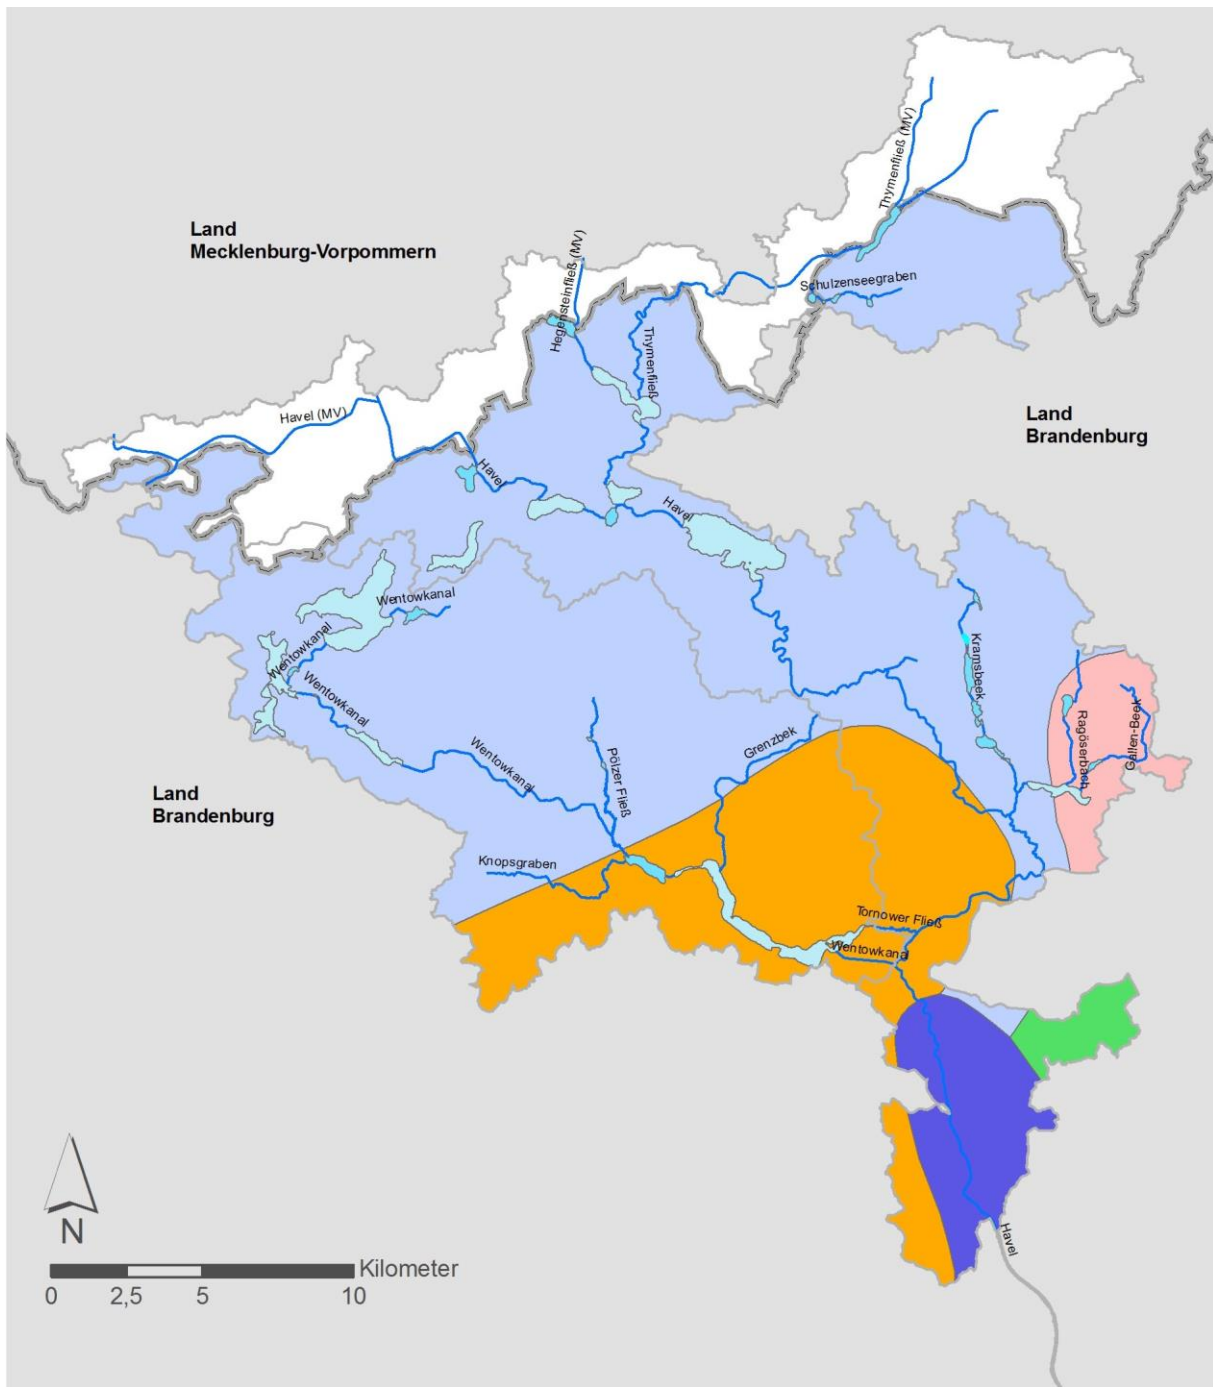 Thymenfließ (MV)
Land
Mecklenburg-Vorpommern
Hegensteinfließ (MV)
Schulzenseegraben
Thymenfließ
Havel (MV)
Land
Brandenburg
Havel
Havel
Wentowkanal
Wentowkanal
Kramsbeek
Wentowkanal
Ragöserbach
Gallen-Beek
Grenzbek
Wentowkanal
Pölzer Fließ
Land
Brandenburg
Knopsgraben
Tornower Fließ
Wentowkanal
N
Havel
Kilometer
0 2,5 5 10